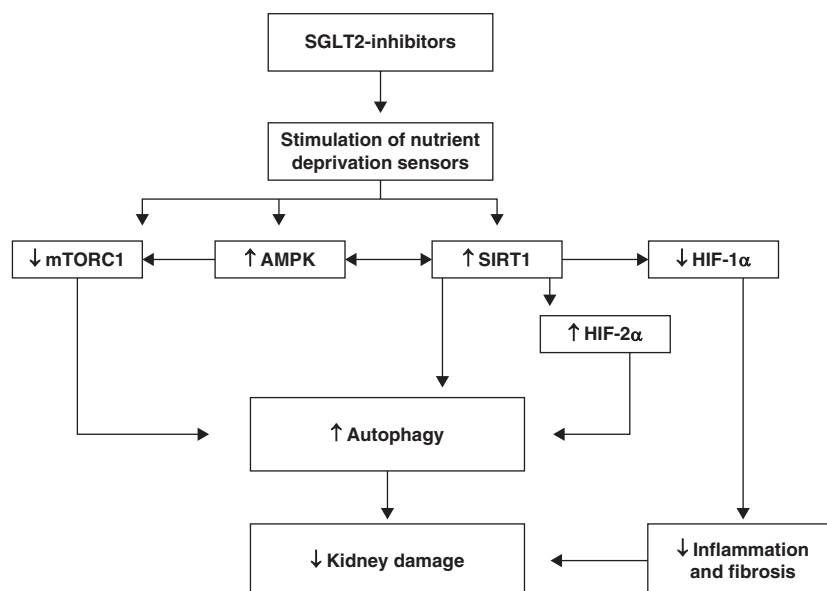 SGLT2-inhibitors
Stimulation of nutrient
deprivation sensors
↓ mTORC1
↑ AMPK
↑ SIRT1
↓ HIF-1α
↑ HIF-2α
↑ Autophagy
↓ Kidney damage
↓ Inflammation
and fibrosis